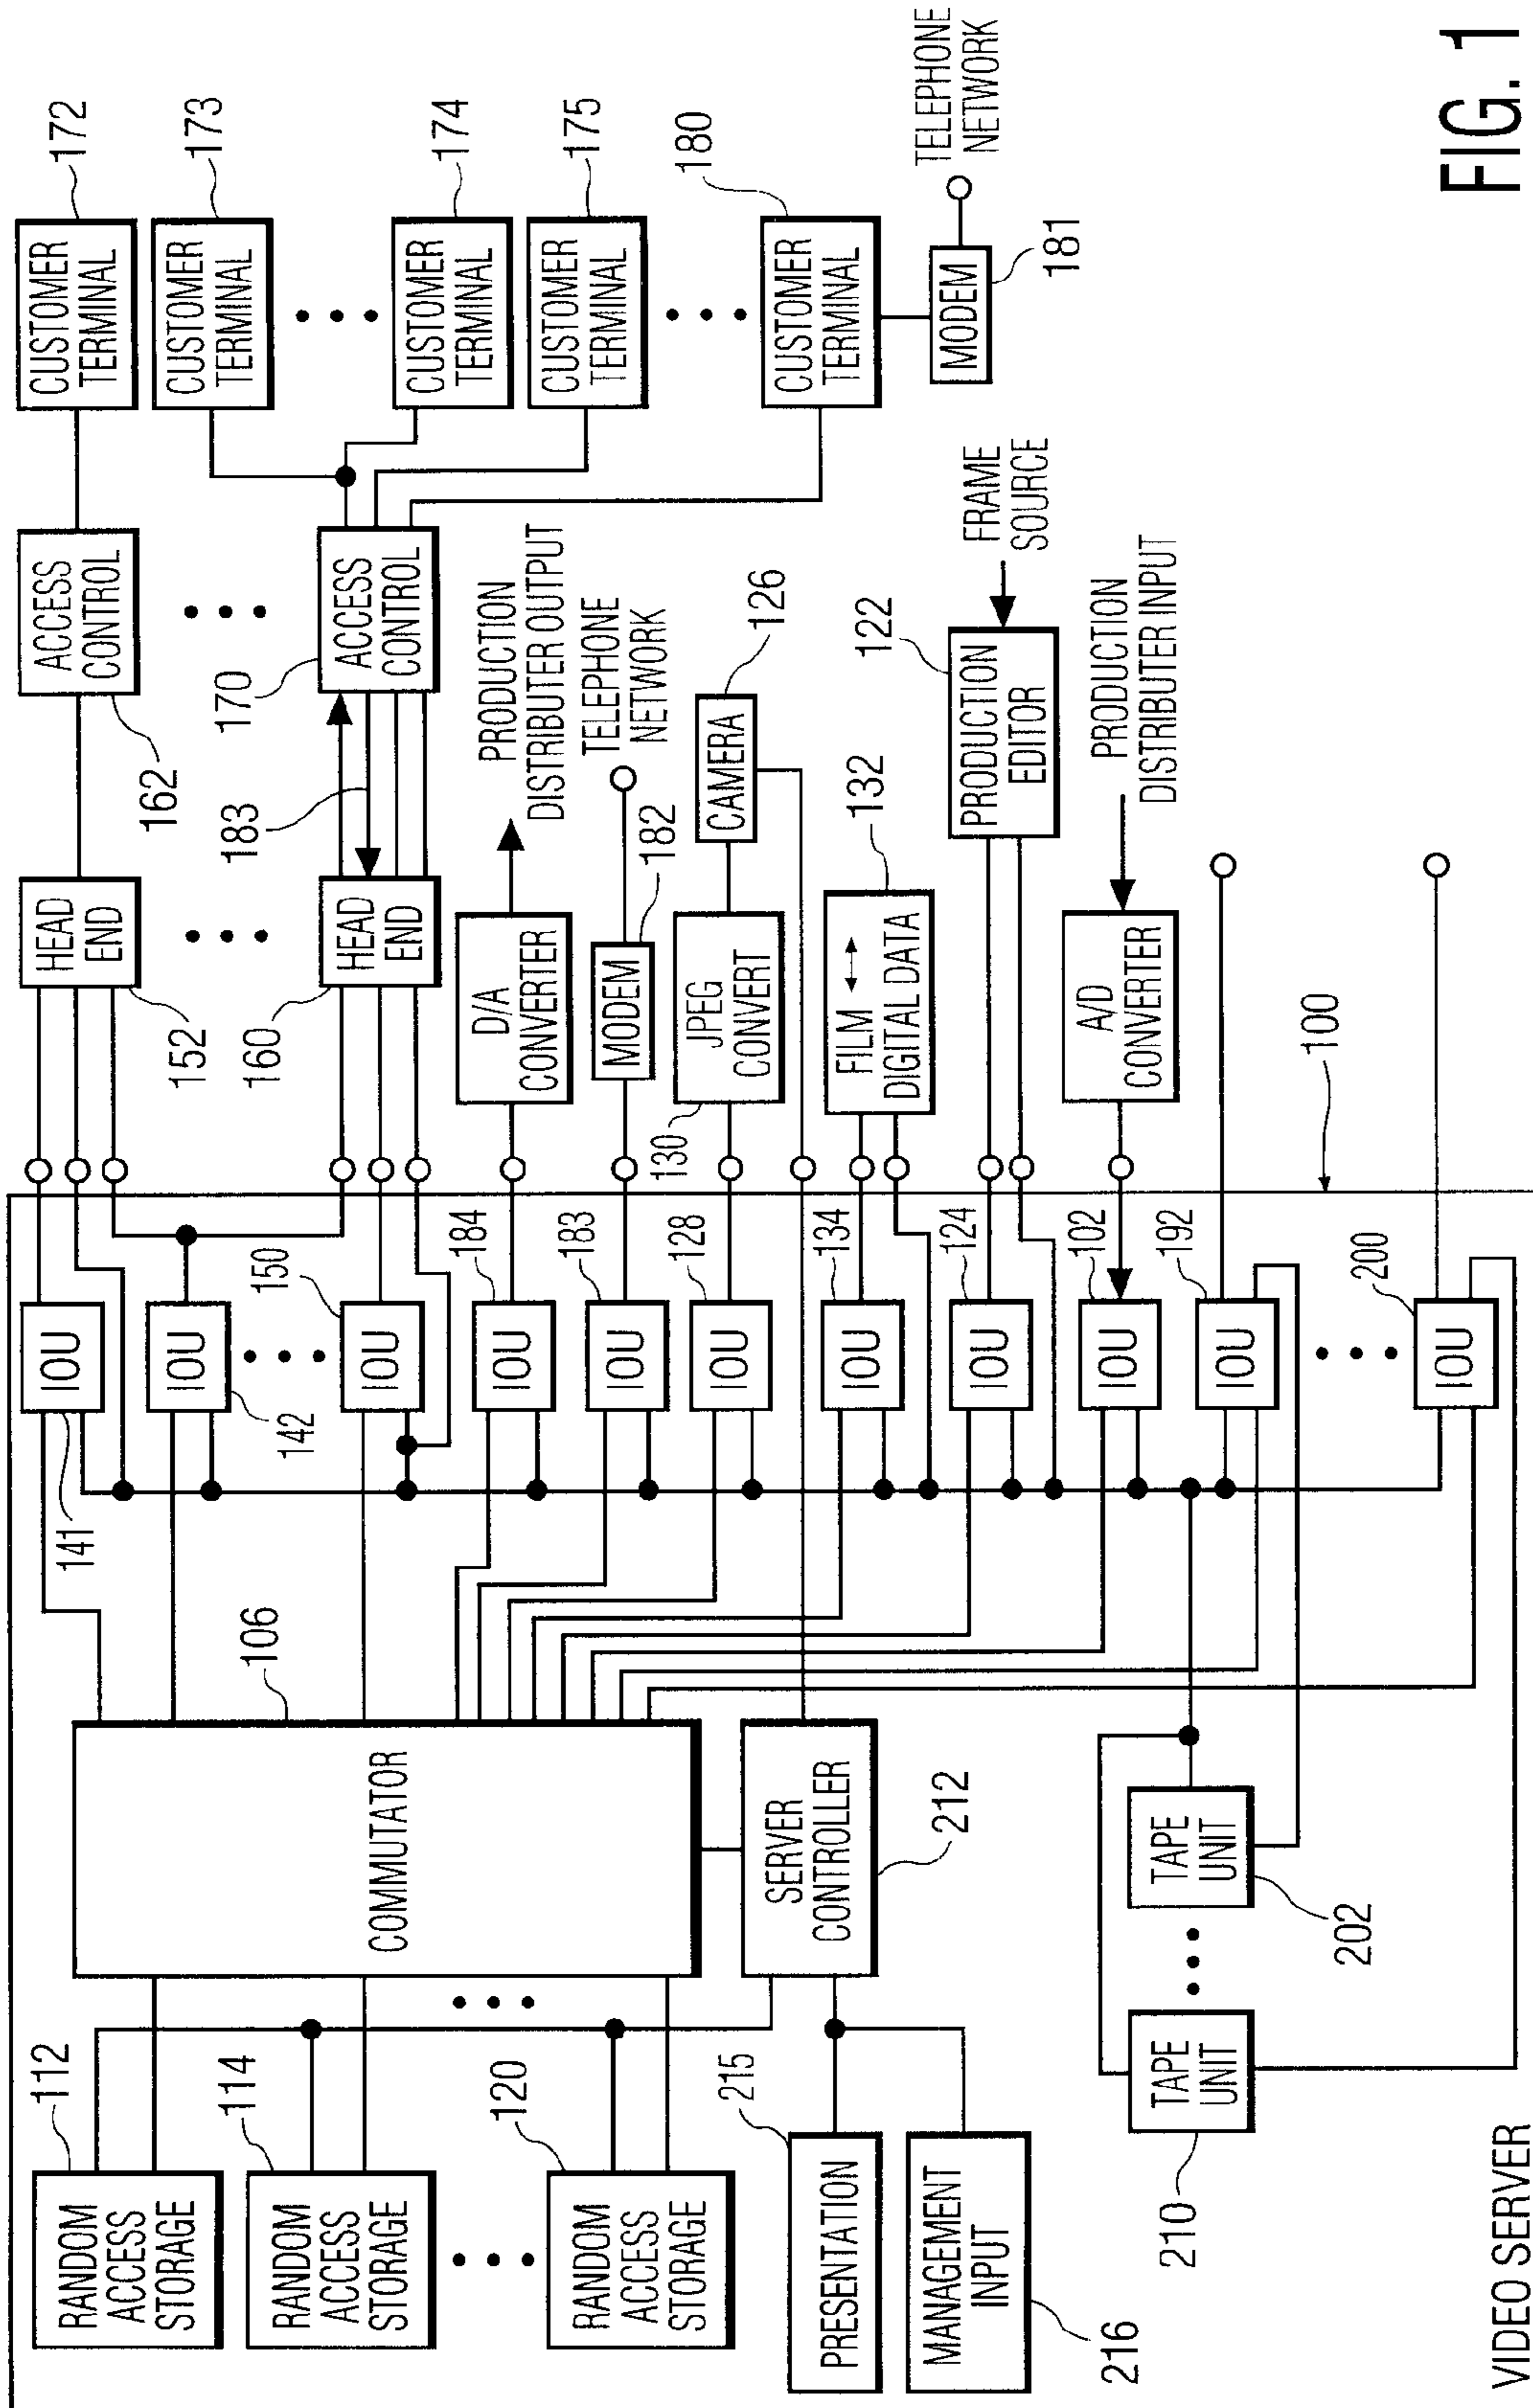 RANDOM
ACCESS
STORAGE
112
RANDOM
ACCESS
STORAGE
114
RANDOM
ACCESS
STORAGE
120
PRESENTATION
215
MANAGEMENT
INPUT
216
COMMUTATOR
106
SERVER
CONTROLLER
212
TAPE
UNIT
210
TAPE
UNIT
202
IOU
141
IOU
142
IOU
150
IOU
184
IOU
183
IOU
128
IOU
134
IOU
124
IOU
102
IOU
192
IOU
200
100
HEAD
END
152
HEAD
END
160
183
ACCESS
CONTROL
162
ACCESS
CONTROL
170
CUSTOMER
TERMINAL
172
CUSTOMER
TERMINAL
173
CUSTOMER
TERMINAL
174
CUSTOMER
TERMINAL
175
CUSTOMER
TERMINAL
180
MODEM
181
TELEPHONE
NETWORK
D/A
CONVERTER
PRODUCTION
DISTRIBUTER OUTPUT
MODEM
182
TELEPHONE
NETWORK
JPEG
CONVERT
130
CAMERA
126
FILM ↔
DIGITAL DATA
132
PRODUCTION
EDITOR
122
FRAME
SOURCE
A/D
CONVERTER
PRODUCTION
DISTRIBUTER INPUT
VIDEO SERVER
FIG. 1